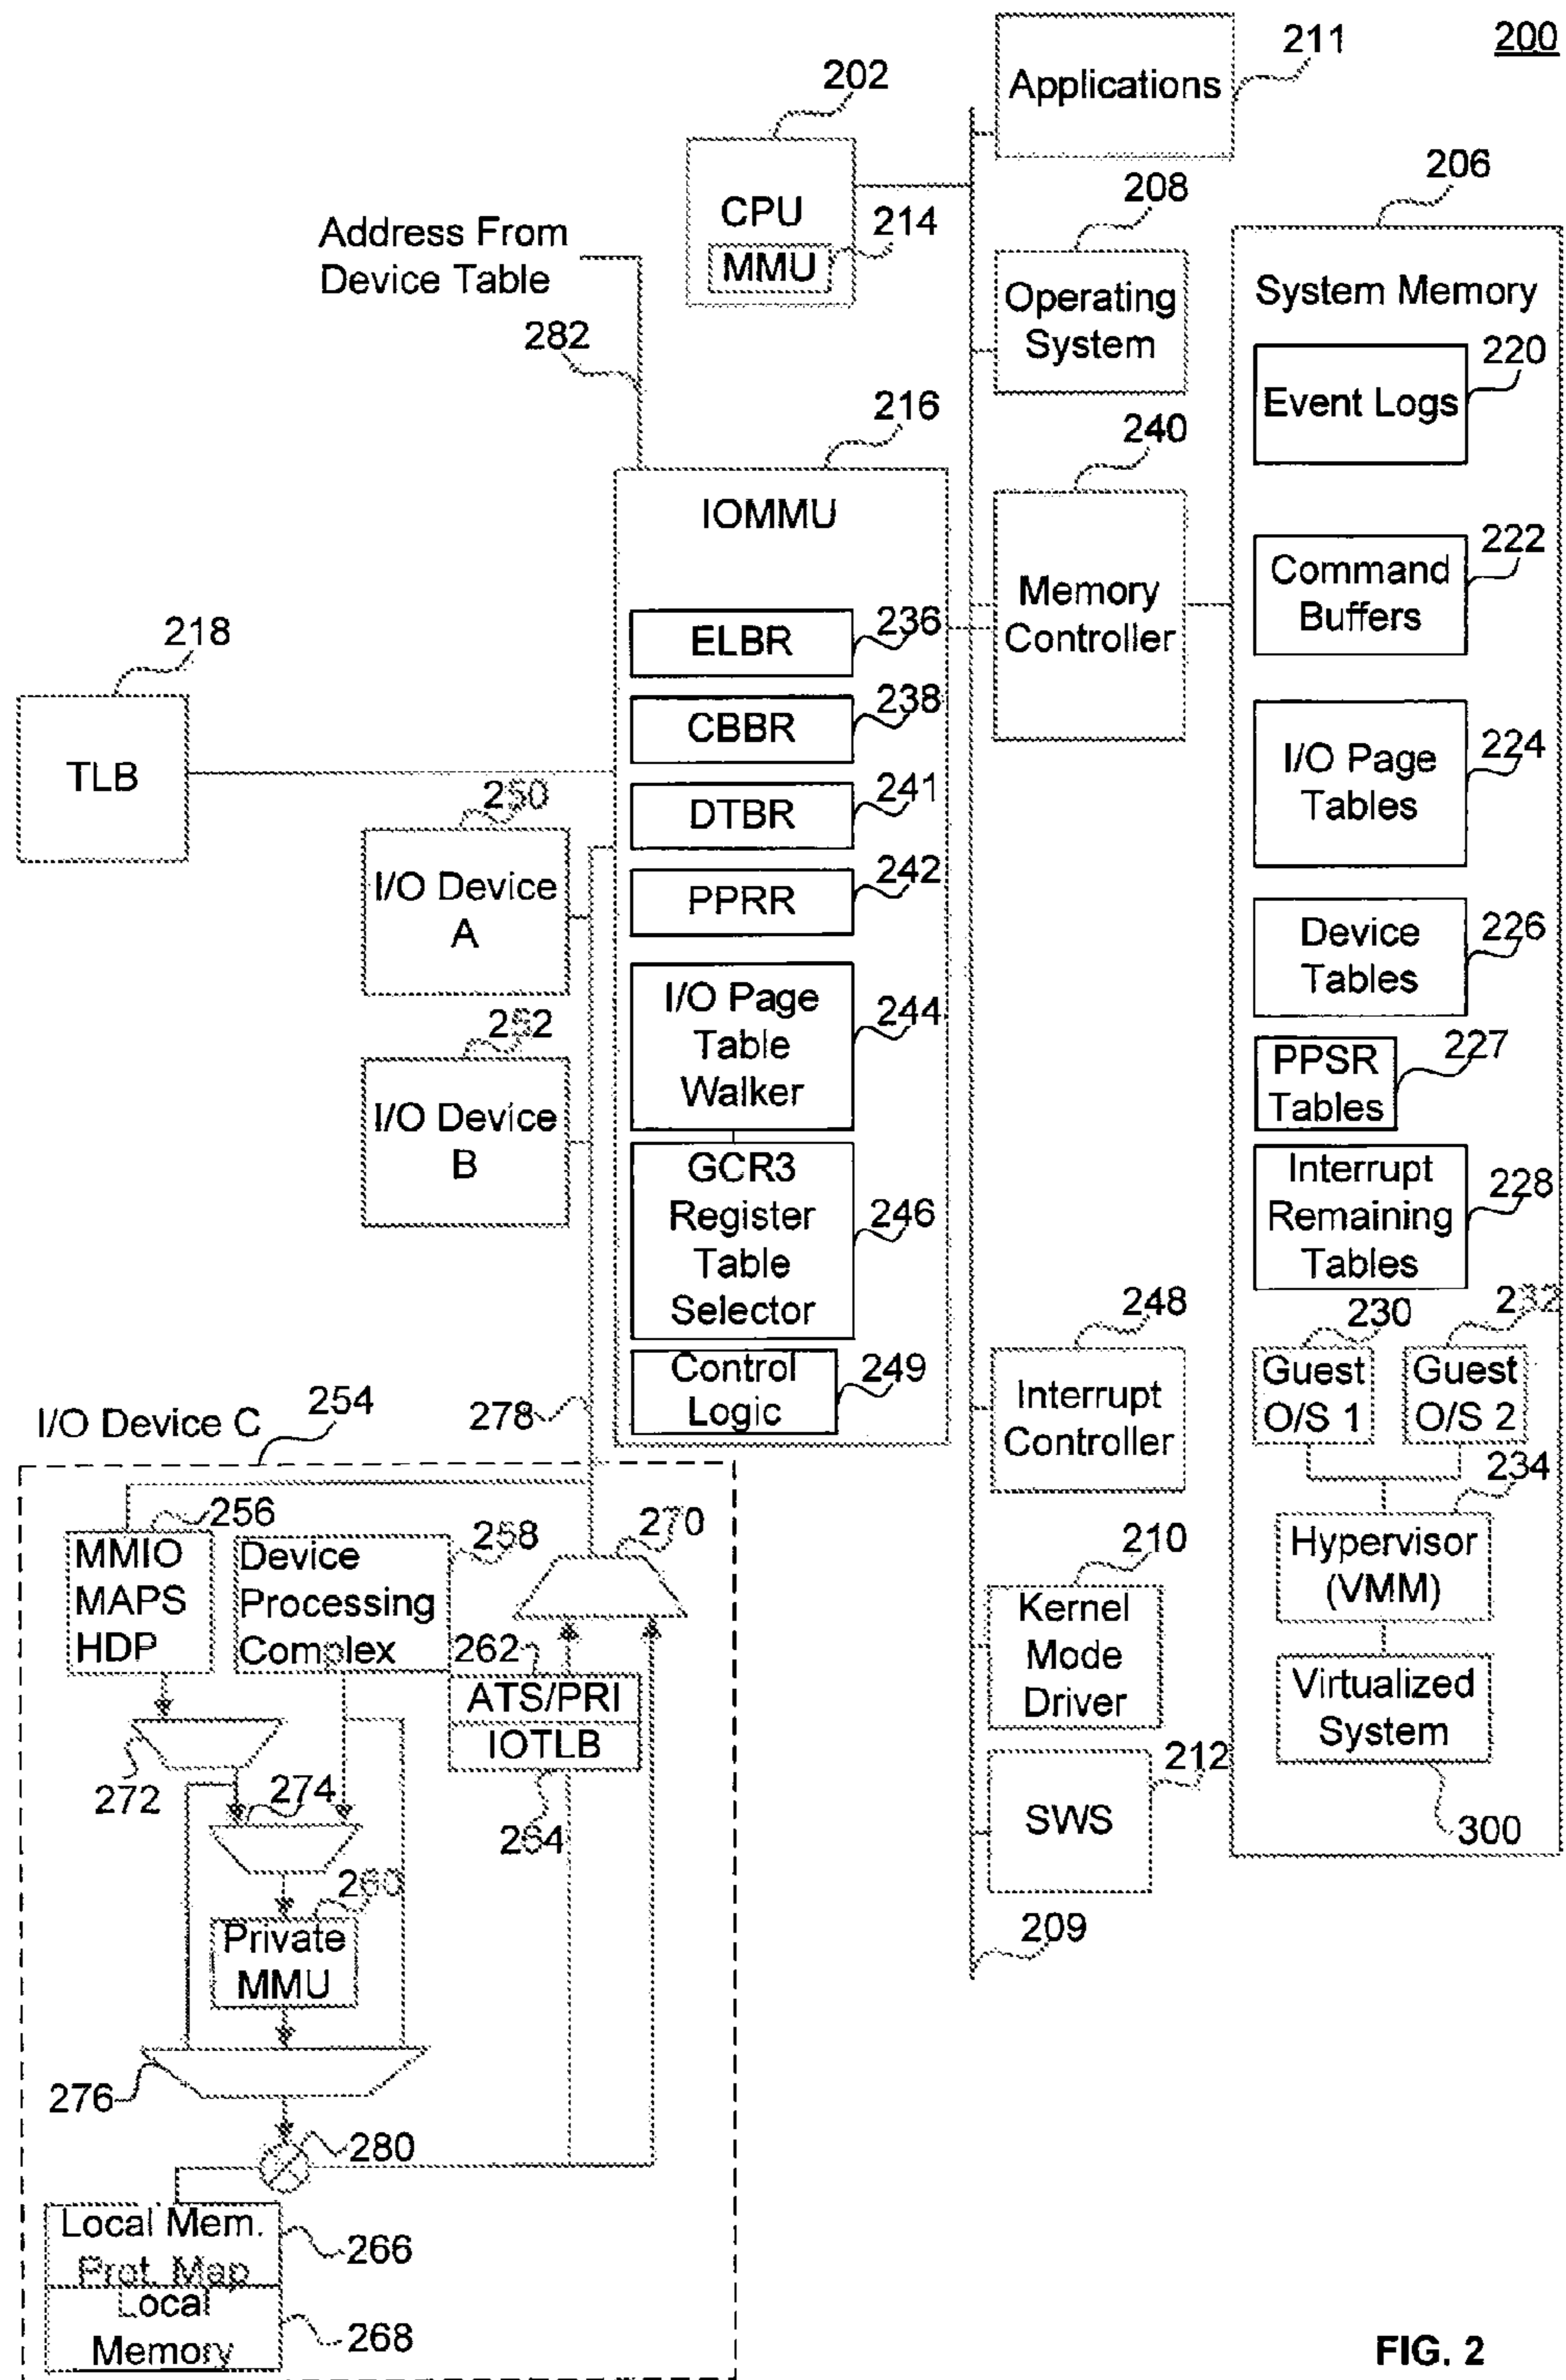 200
Applications
211
202
CPU
MMU
214
Address From
Device Table
282
208
Operating
System
206
System Memory
220
Event Logs
216
IOMMU
240
Memory
Controller
222
Command
Buffers
218
TLB
ELBR
236
CBBR
238
DTBR
241
PPRR
242
I/O Page
Tables
224
250
I/O Device
A
Device
Tables
226
I/O Page
Table
Walker
244
252
I/O Device
B
PPSR
Tables
227
GCR3
Register
Table
Selector
246
Interrupt
Remaining
Tables
228
230
232
Guest
O/S 1
Guest
O/S 2
248
Interrupt
Controller
Control
Logic
249
278
I/O Device C
254
234
Hypervisor
(VMM)
256
MMIO
MAPS
HDP
Device
Processing
Complex
258
270
262
ATS/PRI
IOTLB
264
210
Kernel
Mode
Driver
Virtualized
System
300
272
274
212
SWS
260
Private
MMU
209
276
280
Local Mem.
Prot. Map
266
Local
Memory
268
FIG. 2